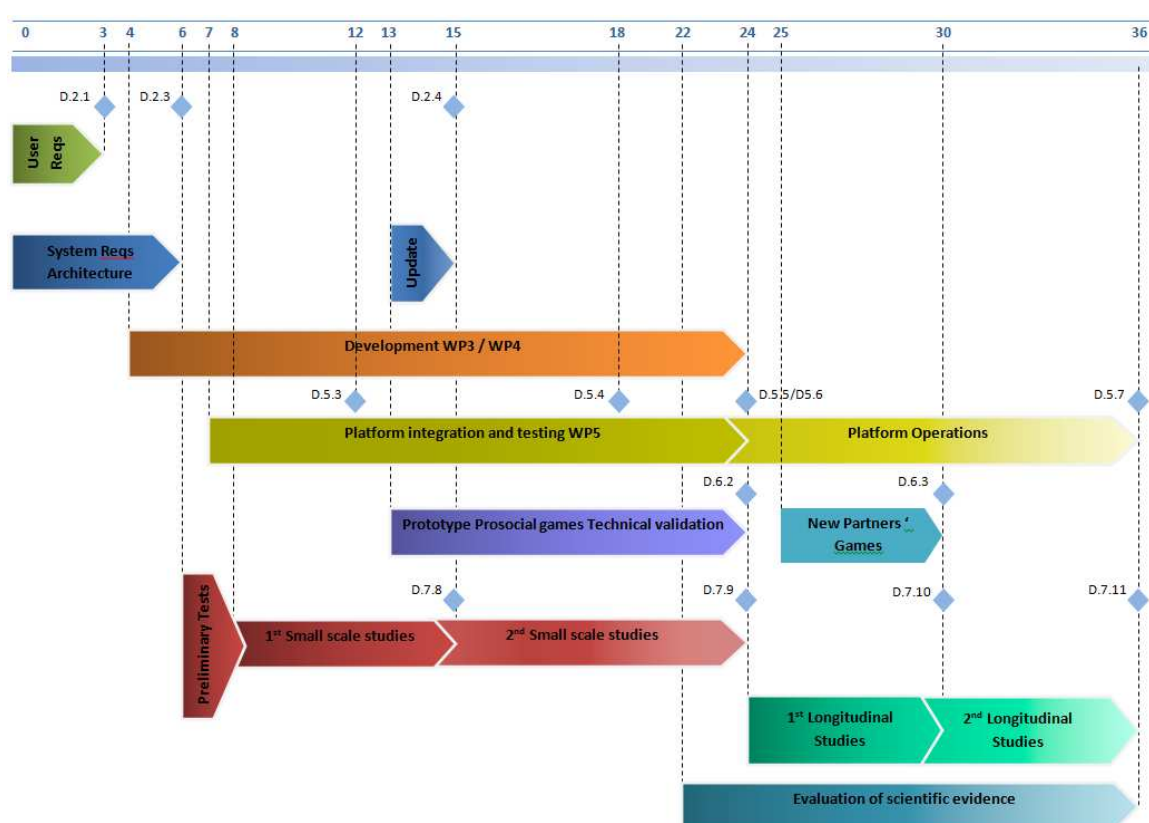 0 3 4 6 7 8 12 13 15 18 22 24 25 30 36
D.2.1 D.2.3 D.2.4
User
Reqs
System Reqs
Architecture
Update
Development WP3 / WP4
D.5.3 D.5.4 D.5.5/D5.6 D.5.7
Platform integration and testing WP5 Platform Operations
D.6.2 D.6.3
Prototype Prosocial games Technical validation
New Partners ‘
Games
D.7.8 D.7.9 D.7.10 D.7.11
Preliminary Tests
1st Small scale studies 2nd Small scale studies
1st Longitudinal
Studies
2nd Longitudinal
Studies
Evaluation of scientific evidence